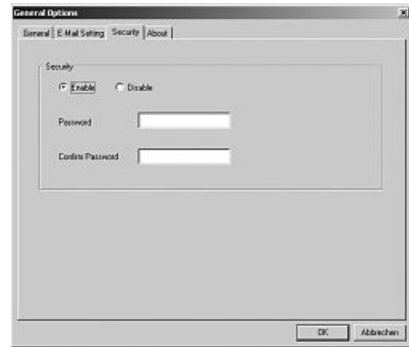 General Options
General E-Mail Setting Security About
Security
Enable Disable
Password
Confirm Password
OK Abbrechen